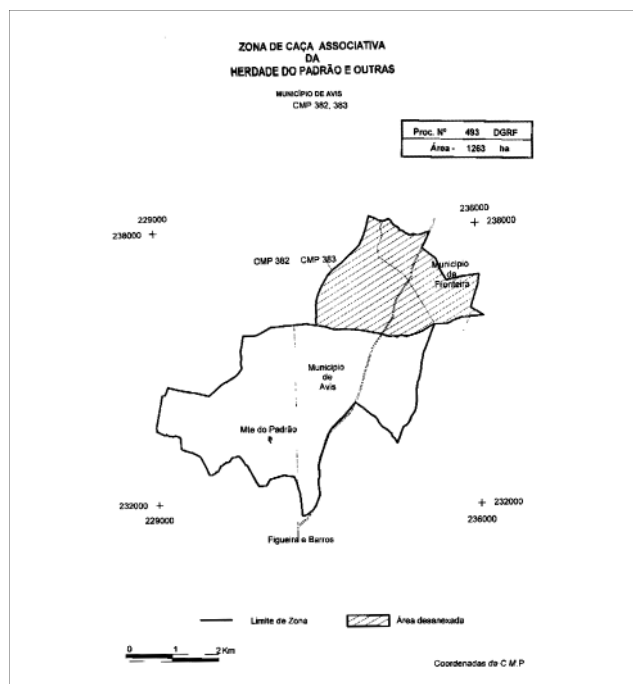 ZONA DE CAÇA ASSOCIATIVA
DA
HERDADE DO PADRÃO E OUTRAS
MUNICÍPIO DE AVIS
CMP 382, 383
Proc. Nº 493 DGRF
Área - 1263 ha
229000
238000
236000
238000
CMP 382 CMP 383
Município
de
Fronteira
Município
de
Avis
Mte do Padrão
232000
229000
232000
236000
Figueira e Barros
Limite de Zona
Área desanexada
0 1 2 Km
Coordenadas da C.M.P